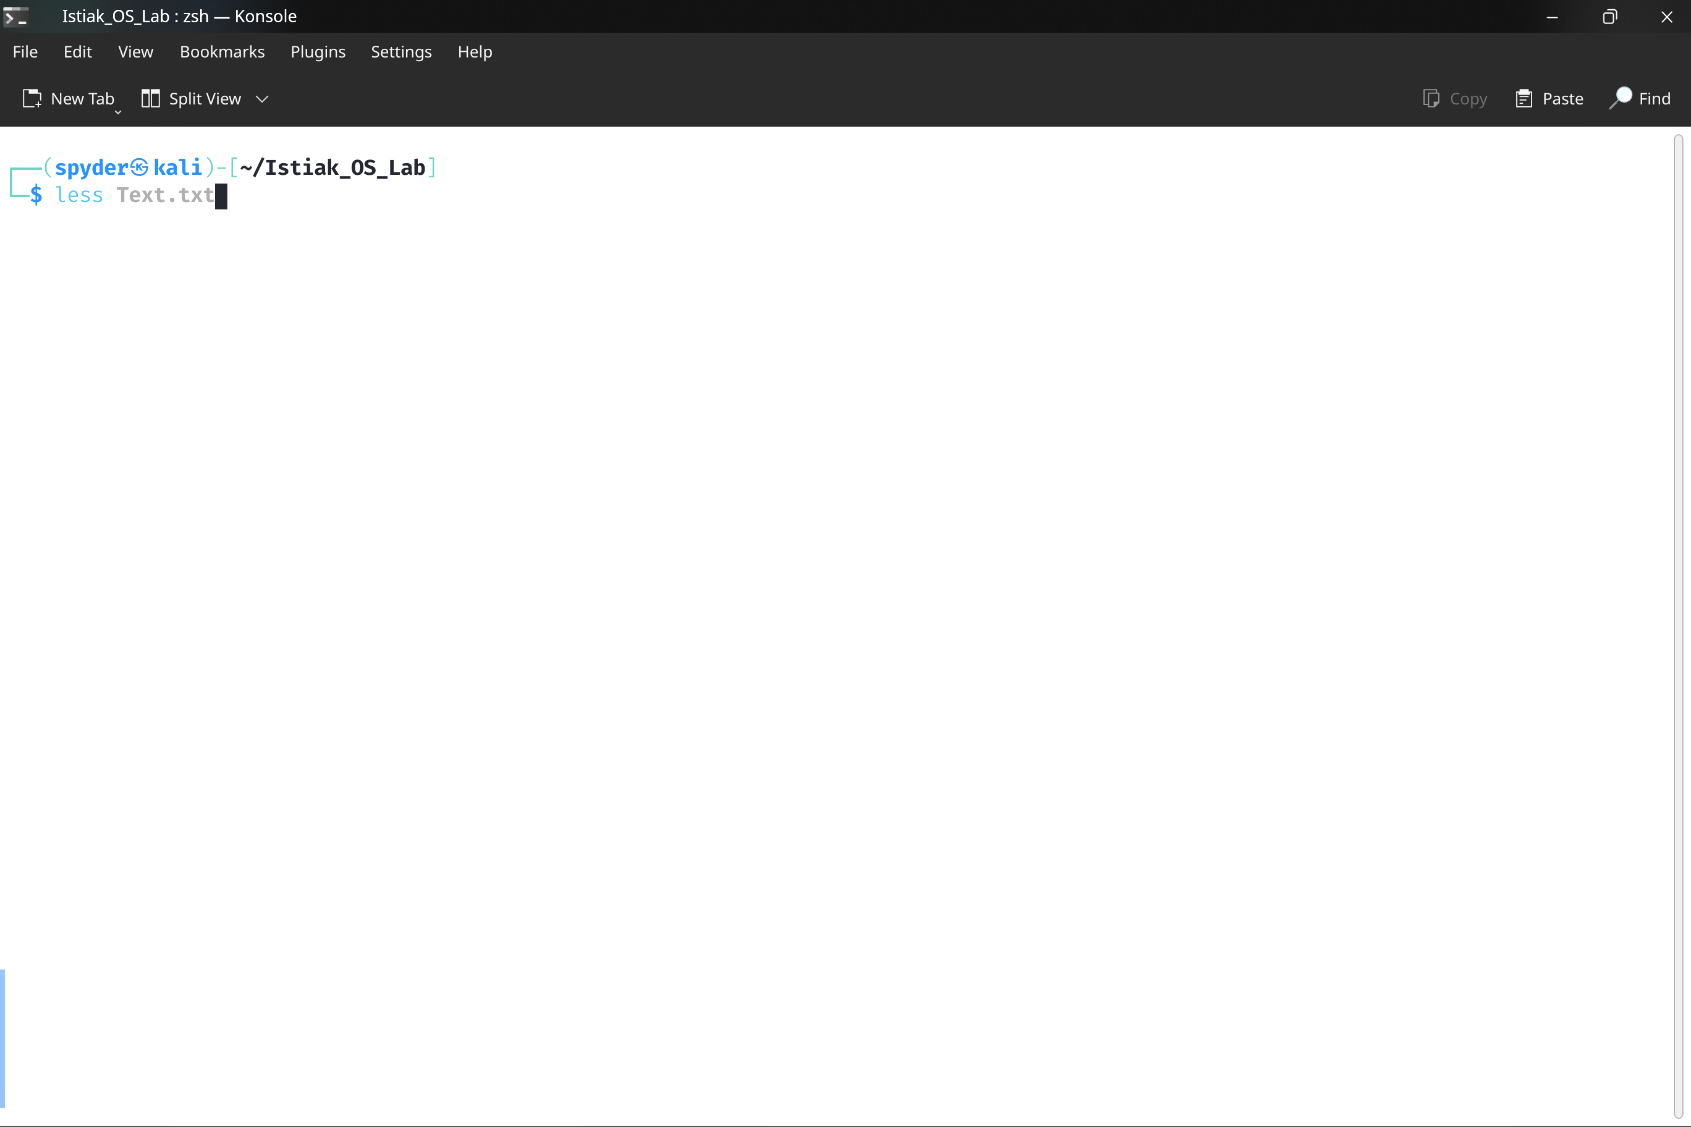 Istiak_OS_Lab : zsh — Konsole
File Edit View Bookmarks Plugins Settings Help
New Tab Split View Copy Paste Find
┌──(spyder㉿kali)-[~/Istiak_OS_Lab]
└─$ less Text.txt